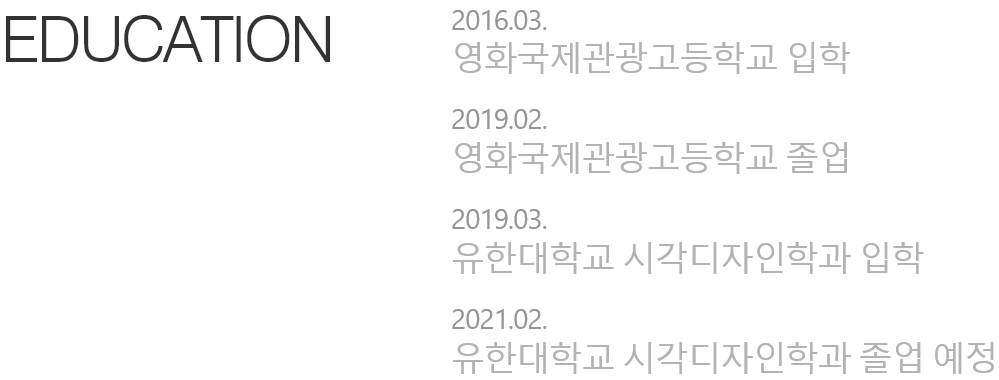 EDUCATION
2016.03.
영화국제관광고등학교 입학
2019.02.
영화국제관광고등학교 졸업
2019.03.
유한대학교 시각디자인학과 입학
2021.02.
유한대학교 시각디자인학과 졸업 예정